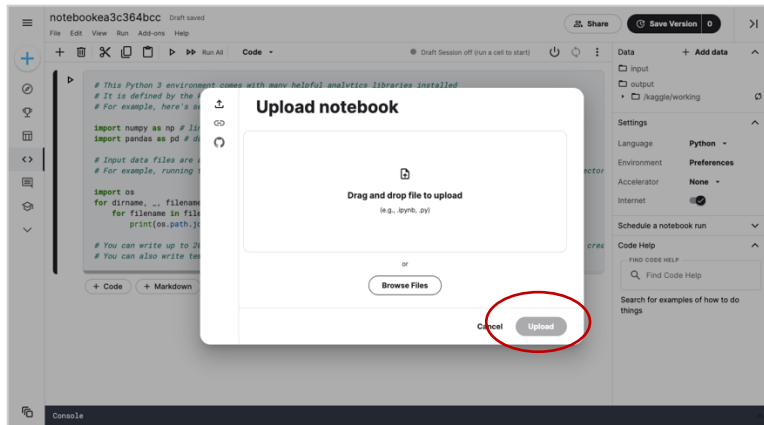 notebookea3c364bcc Draft saved
File Edit View Run Add-ons Help
Share
Save Version 0
Run All
Code
Draft Session off (run a cell to start)
# This Python 3 environment comes with many helpful analytics libraries installed
# It is defined by the
# For example, here's
import numpy as np # lin
import pandas as pd #
# Input data files are
# For example, running
import os
for dirname, _, filename
for filename in file
print(os.path.jo
# You can write up to 20
# You can also write tem
+ Code
+ Markdown
Console
Upload notebook
Drag and drop file to upload
(e.g., .ipynb, .py)
or
Browse Files
Cancel
Upload
Data
+ Add data
input
output
/kaggle/working
Settings
Language Python
Environment Preferences
Accelerator None
Internet
Schedule a notebook run
Code Help
FIND CODE HELP
Find Code Help
Search for examples of how to do
things